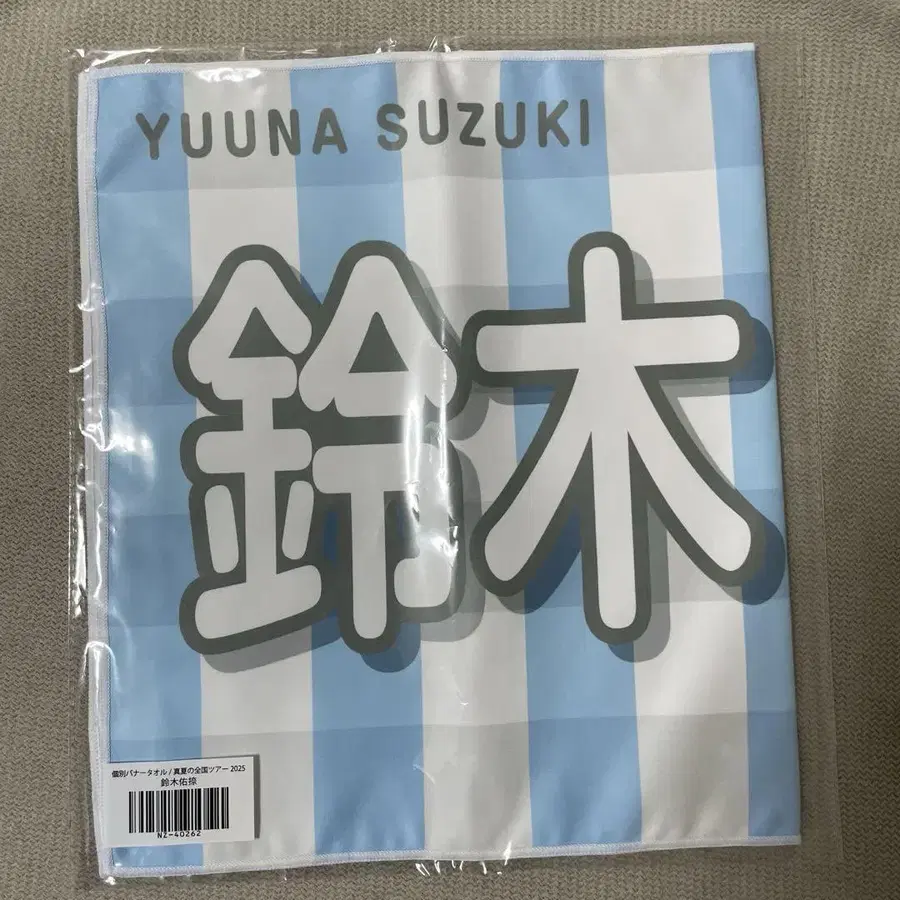 YUUNA SUZUKI
鈴木
個別バナータオル / 真夏の全国ツアー 2025
鈴木佑捺
NZ-40262